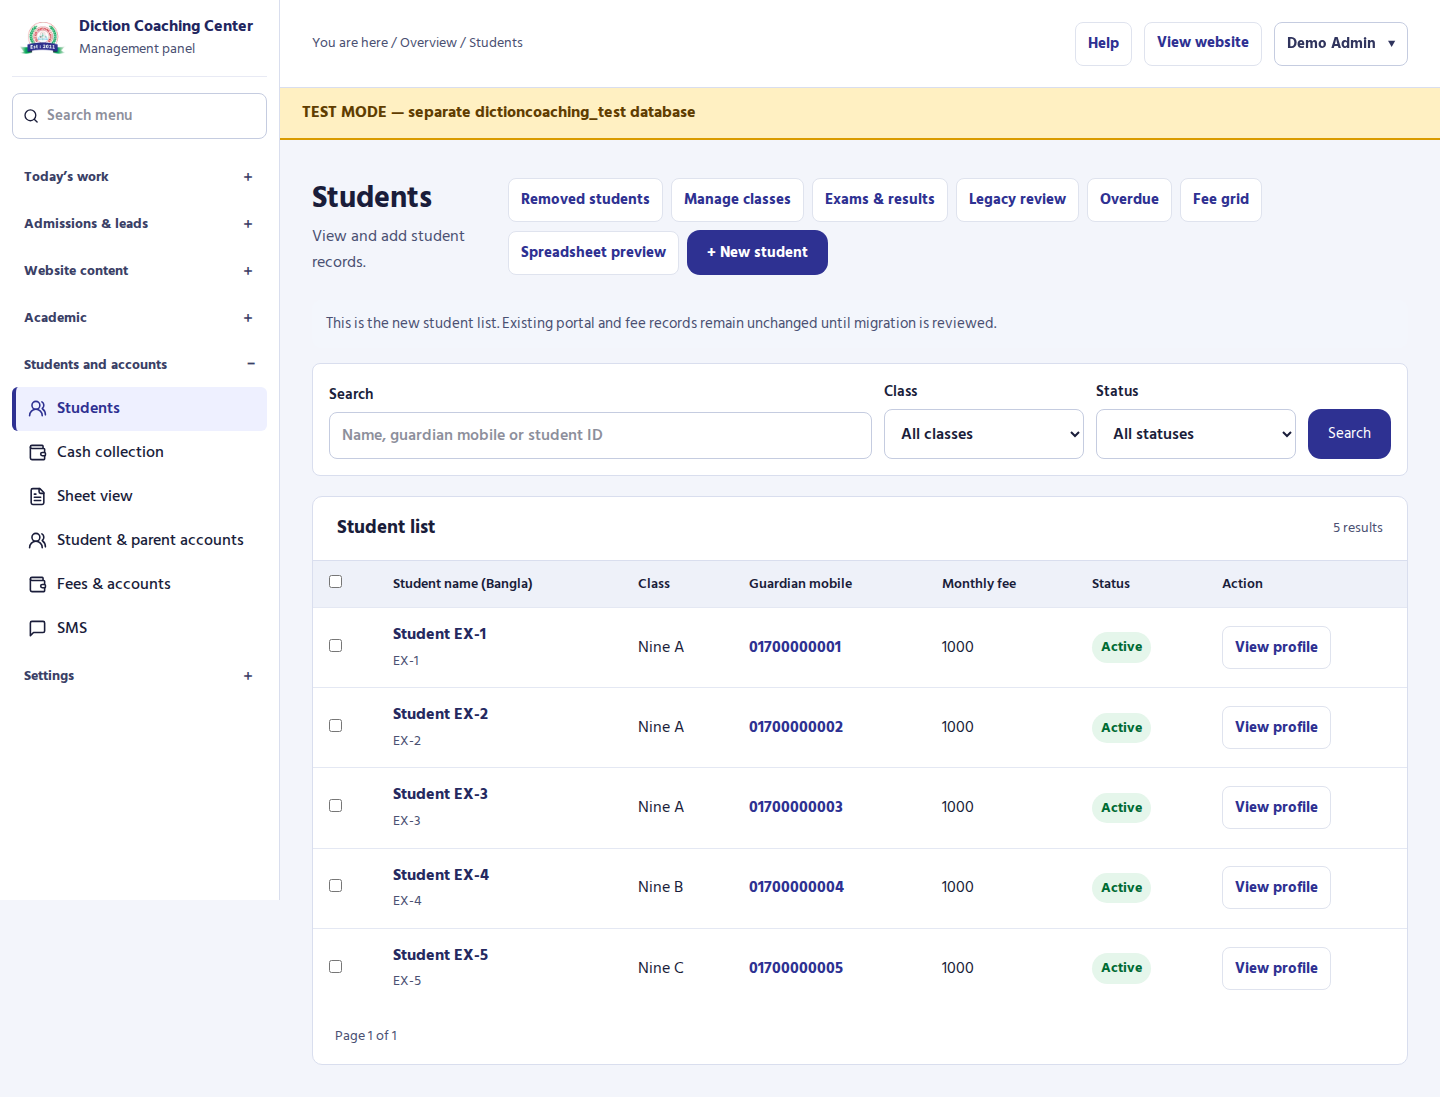 Est : 2011
Diction Coaching Center
Management panel
Search menu
Today's work +
Admissions & leads +
Website content +
Academic +
Students and accounts −
Students
Cash collection
Sheet view
Student & parent accounts
Fees & accounts
SMS
Settings +
You are here / Overview / Students
Help
View website
Demo Admin ▾
TEST MODE — separate dictioncoaching_test database
Students
View and add student
records.
Removed students
Manage classes
Exams & results
Legacy review
Overdue
Fee grid
Spreadsheet preview
+ New student
This is the new student list. Existing portal and fee records remain unchanged until migration is reviewed.
Search
Name, guardian mobile or student ID
Class
All classes
Status
All statuses
Search
Student list
5 results
Student name (Bangla) Class Guardian mobile Monthly fee Status Action
Student EX-1
EX-1
Nine A 01700000001 1000 Active View profile
Student EX-2
EX-2
Nine A 01700000002 1000 Active View profile
Student EX-3
EX-3
Nine A 01700000003 1000 Active View profile
Student EX-4
EX-4
Nine B 01700000004 1000 Active View profile
Student EX-5
EX-5
Nine C 01700000005 1000 Active View profile
Page 1 of 1